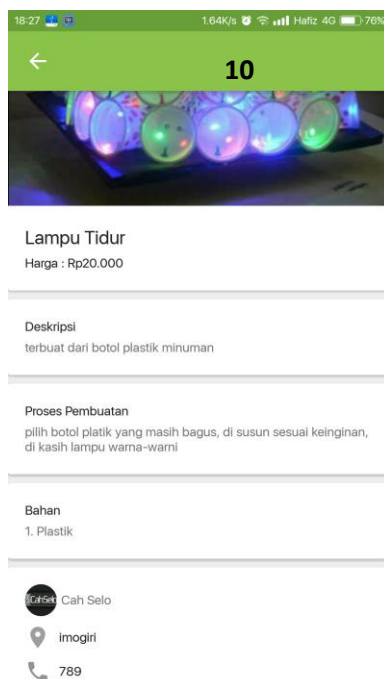 18:27 1.64K/s Hafiz 4G 76%
10
Lampu Tidur
Harga : Rp20.000
Deskripsi
terbuat dari botol plastik minuman
Proses Pembuatan
pilih botol platik yang masih bagus, di susun sesuai keinginan,
di kasih lampu warna-warni
Bahan
1. Plastik
CahSelo
Cah Selo
imogiri
789